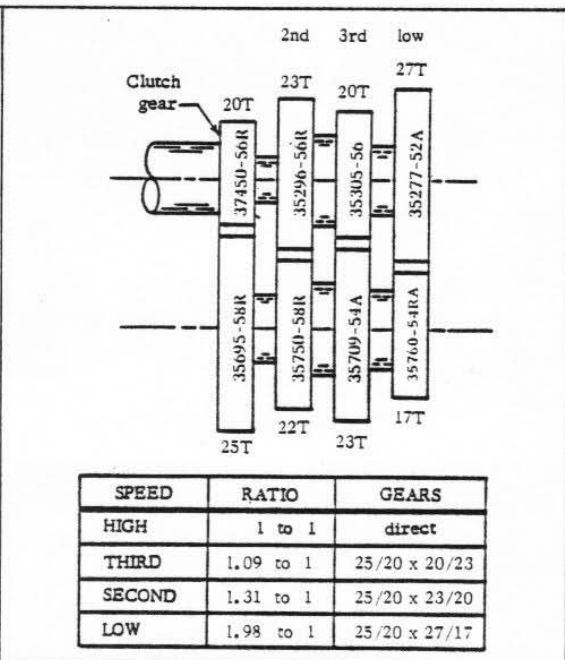 2nd 3rd low
Clutch gear
20T 23T 20T 27T
37450-56R
35296-56R
35305-56
35277-52A
35695-58R
35750-58R
35709-54A
35760-54RA
25T 22T 23T 17T
SPEED RATIO GEARS
HIGH 1 to 1 direct
THIRD 1.09 to 1 25/20 x 20/23
SECOND 1.31 to 1 25/20 x 23/20
LOW 1.98 to 1 25/20 x 27/17